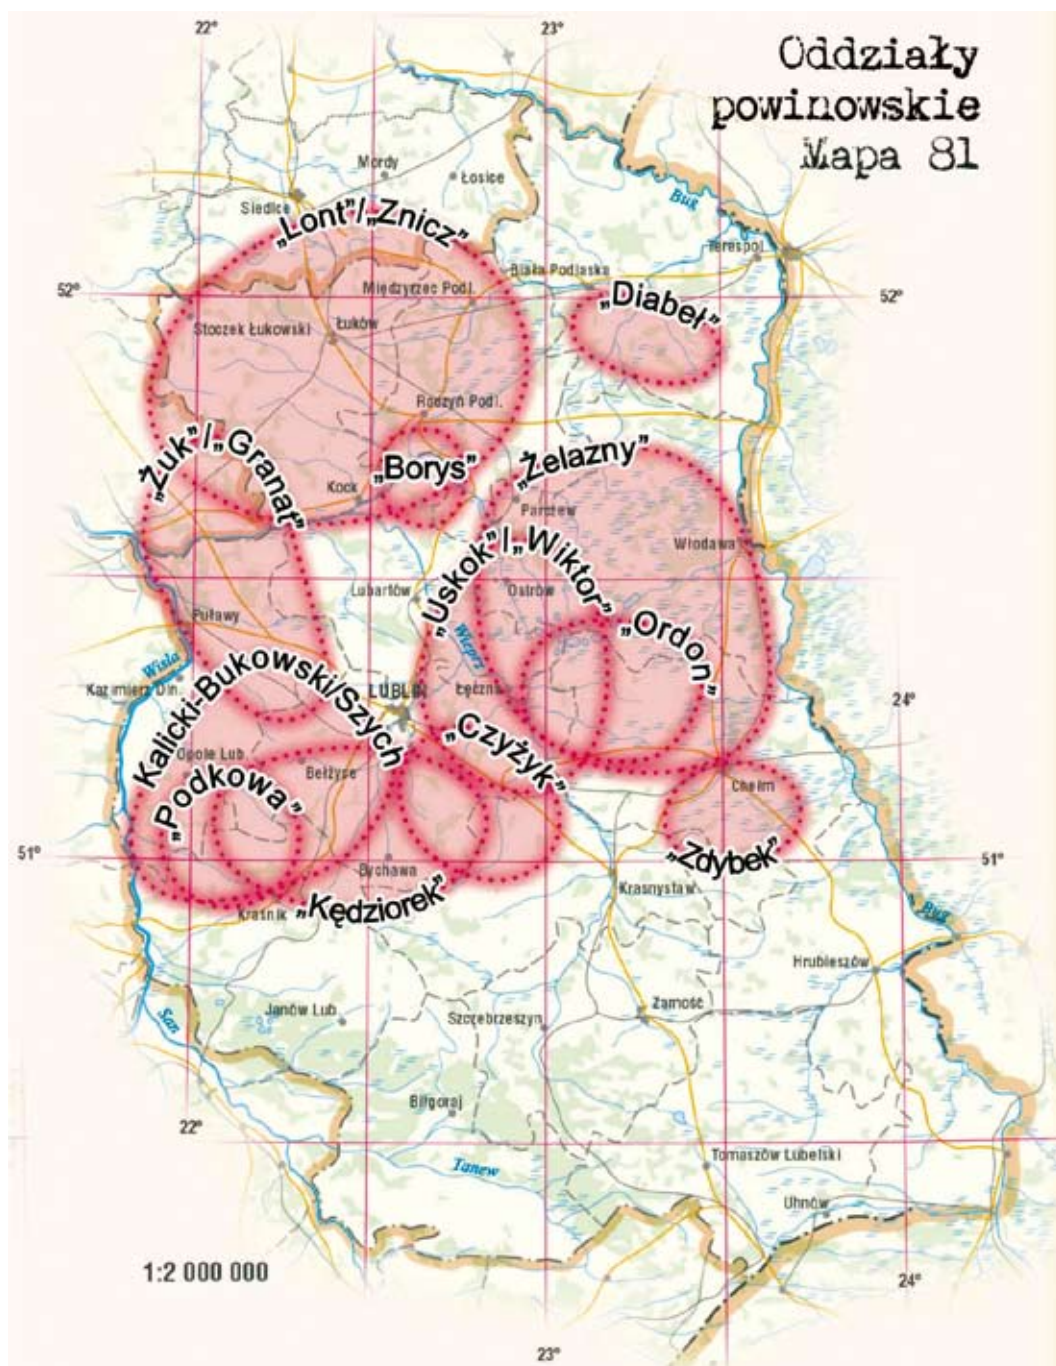 22°
23°
Oddziały
powinowskie
Mapa 81
Mordy
Łosice
Siedlce
Bug
„Lont”/„Znicz”
Terespol
Biała Podlaska
52°
Międzyrzec Podl.
„Diabeł”
52°
Stoczek Łukowski
Łuków
Radzyń Podl.
„Żuk”/„Granat”
„Borys”
„Żelazny”
Kock
Parczew
Włodawa
„Uskok”/„Wiktor”
Lubartów
Ostrów
„Ordon”
Puławy
Wieprz
Wisła
Kazimierz Dln.
LUBLIN
Łęczna
24°
Kalicki-Bukowski/Szych
„Czyżyk”
Opole Lub.
Bełżyce
„Podkowa”
Chełm
51°
„Zdybek”
51°
Bychawa
Krasnystaw
„Kędziorek”
Kraśnik
Bug
Hrubieszów
Janów Lub.
Zamość
San
Szczebrzeszyn
Biłgoraj
22°
Tomaszów Lubelski
Tanew
Uhnów
1:2 000 000
24°
23°